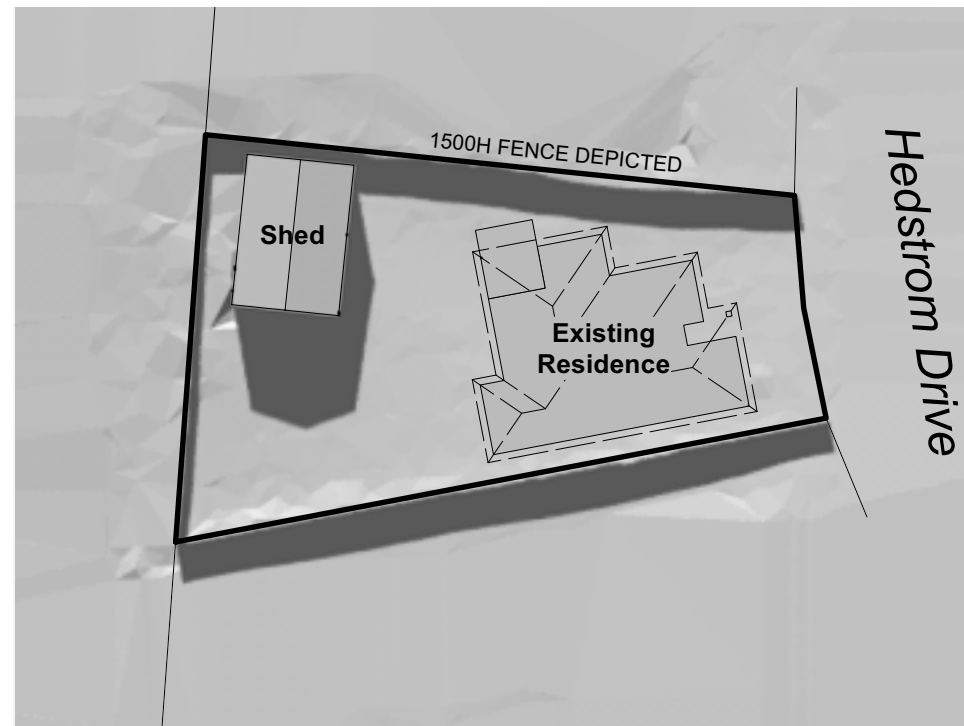 1500H FENCE DEPICTED
Shed
Existing
Residence
Hedstrom Drive